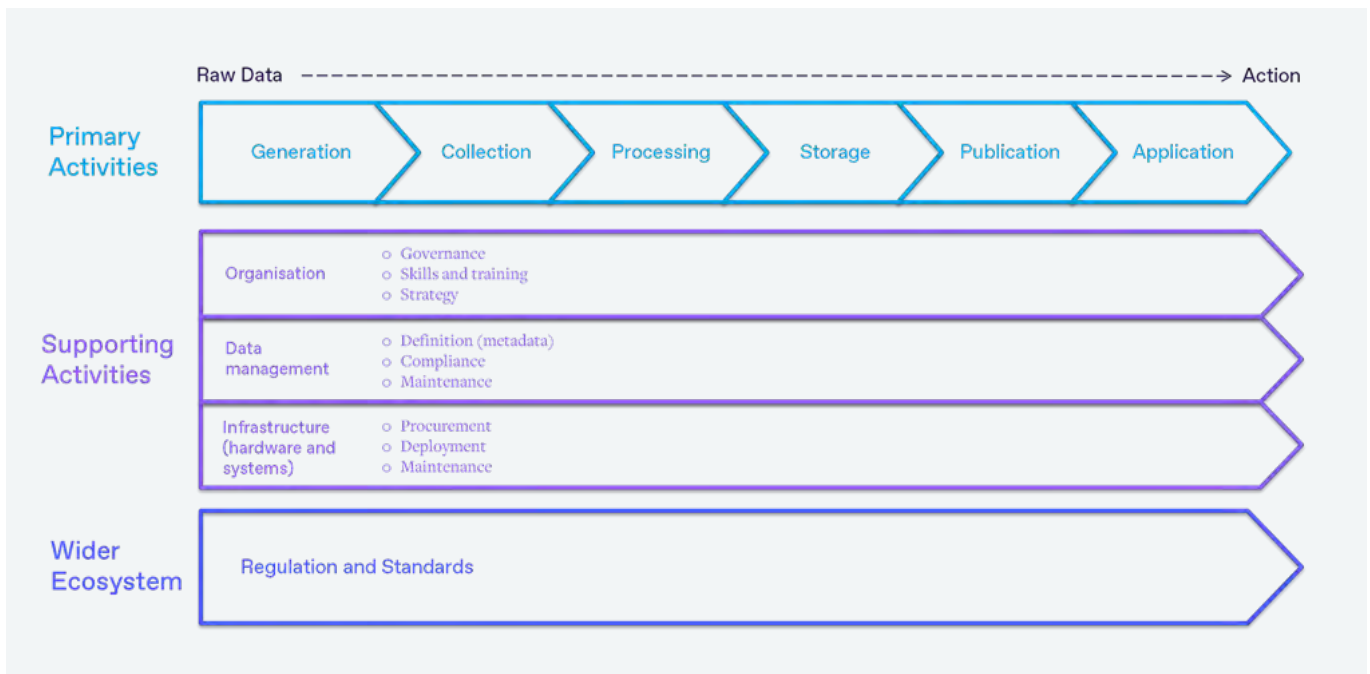 Raw Data
Action
Primary
Activities
Generation
Collection
Processing
Storage
Publication
Application
Supporting
Activities
Organisation
Governance
Skills and training
Strategy
Data
management
Definition (metadata)
Compliance
Maintenance
Infrastructure
(hardware and
systems)
Procurement
Deployment
Maintenance
Wider
Ecosystem
Regulation and Standards